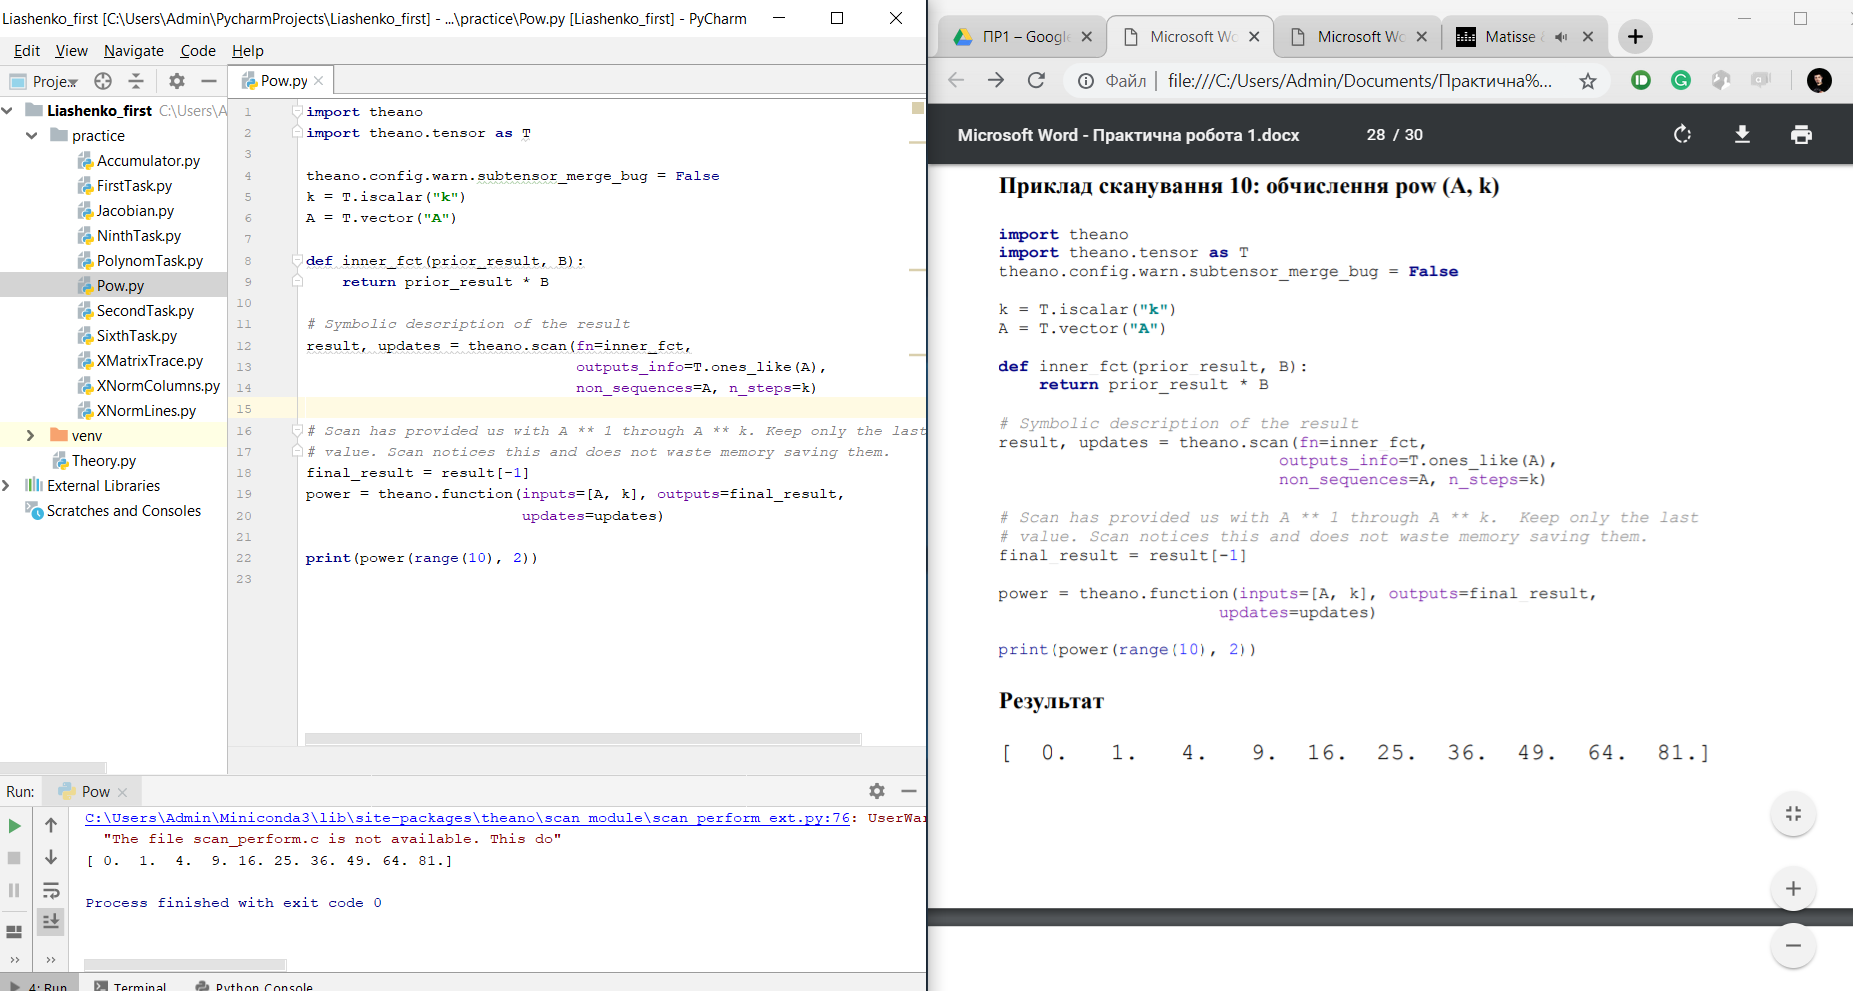 Liashenko_first [C:\Users\Admin\PycharmProjects\Liashenko_first] - ...\practice\Pow.py [Liashenko_first] - PyCharm
Edit View Navigate Code Help
Pow.py
Liashenko_first C:\Users\A
practice
Accumulator.py
FirstTask.py
Jacobian.py
NinthTask.py
PolynomTask.py
Pow.py
SecondTask.py
SixthTask.py
XMatrixTrace.py
XNormColumns.py
XNormLines.py
venv
Theory.py
External Libraries
Scratches and Consoles
1 import theano
2 import theano.tensor as T
3
4 theano.config.warn.subtensor_merge_bug = False
5 k = T.iscalar("k")
6 A = T.vector("A")
7
8 def inner_fct(prior_result, B):
9 return prior_result * B
10
11 # Symbolic description of the result
12 result, updates = theano.scan(fn=inner_fct,
13 outputs_info=T.ones_like(A),
14 non_sequences=A, n_steps=k)
15
16 # Scan has provided us with A ** 1 through A ** k. Keep only the last
17 # value. Scan notices this and does not waste memory saving them.
18 final_result = result[-1]
19 power = theano.function(inputs=[A, k], outputs=final_result,
20 updates=updates)
21
22 print(power(range(10), 2))
23
Run: Pow
C:\Users\Admin\Miniconda3\lib\site-packages\theano\scan_module\scan_perform_ext.py:76: UserWar
"The file scan_perform.c is not available. This do"
[ 0. 1. 4. 9. 16. 25. 36. 49. 64. 81.]
Process finished with exit code 0
4: Run Terminal Python Console
ПР1 – Googl Microsoft Wo Microsoft Wo Matisse
Файл | file:///C:/Users/Admin/Documents/Практична%...
Microsoft Word - Практична робота 1.docx 28 / 30
Приклад сканування 10: обчислення pow (A, k)
import theano
import theano.tensor as T
theano.config.warn.subtensor_merge_bug = False
k = T.iscalar("k")
A = T.vector("A")
def inner_fct(prior_result, B):
return prior_result * B
# Symbolic description of the result
result, updates = theano.scan(fn=inner_fct,
outputs_info=T.ones_like(A),
non_sequences=A, n_steps=k)
# Scan has provided us with A ** 1 through A ** k. Keep only the last
# value. Scan notices this and does not waste memory saving them.
final_result = result[-1]
power = theano.function(inputs=[A, k], outputs=final_result,
updates=updates)
print(power(range(10), 2))
Результат
[ 0. 1. 4. 9. 16. 25. 36. 49. 64. 81.]